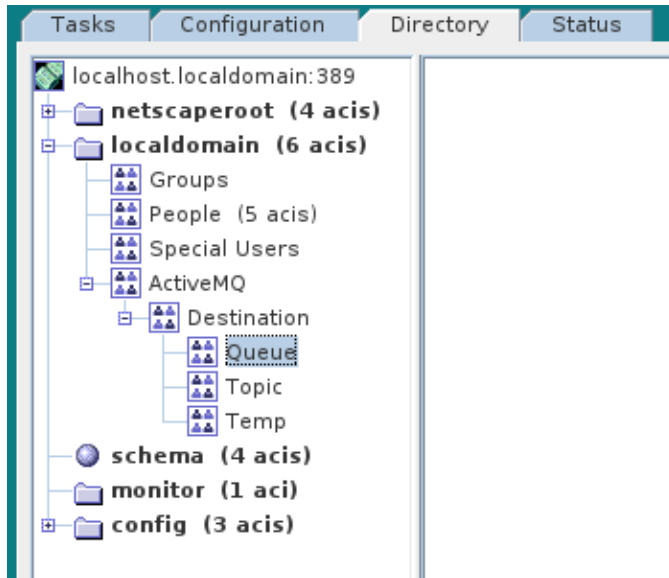 Tasks Configuration Directory Status
localhost.localdomain:389
netscaperoot (4 acis)
localdomain (6 acis)
Groups
People (5 acis)
Special Users
ActiveMQ
Destination
Queue
Topic
Temp
schema (4 acis)
monitor (1 aci)
config (3 acis)